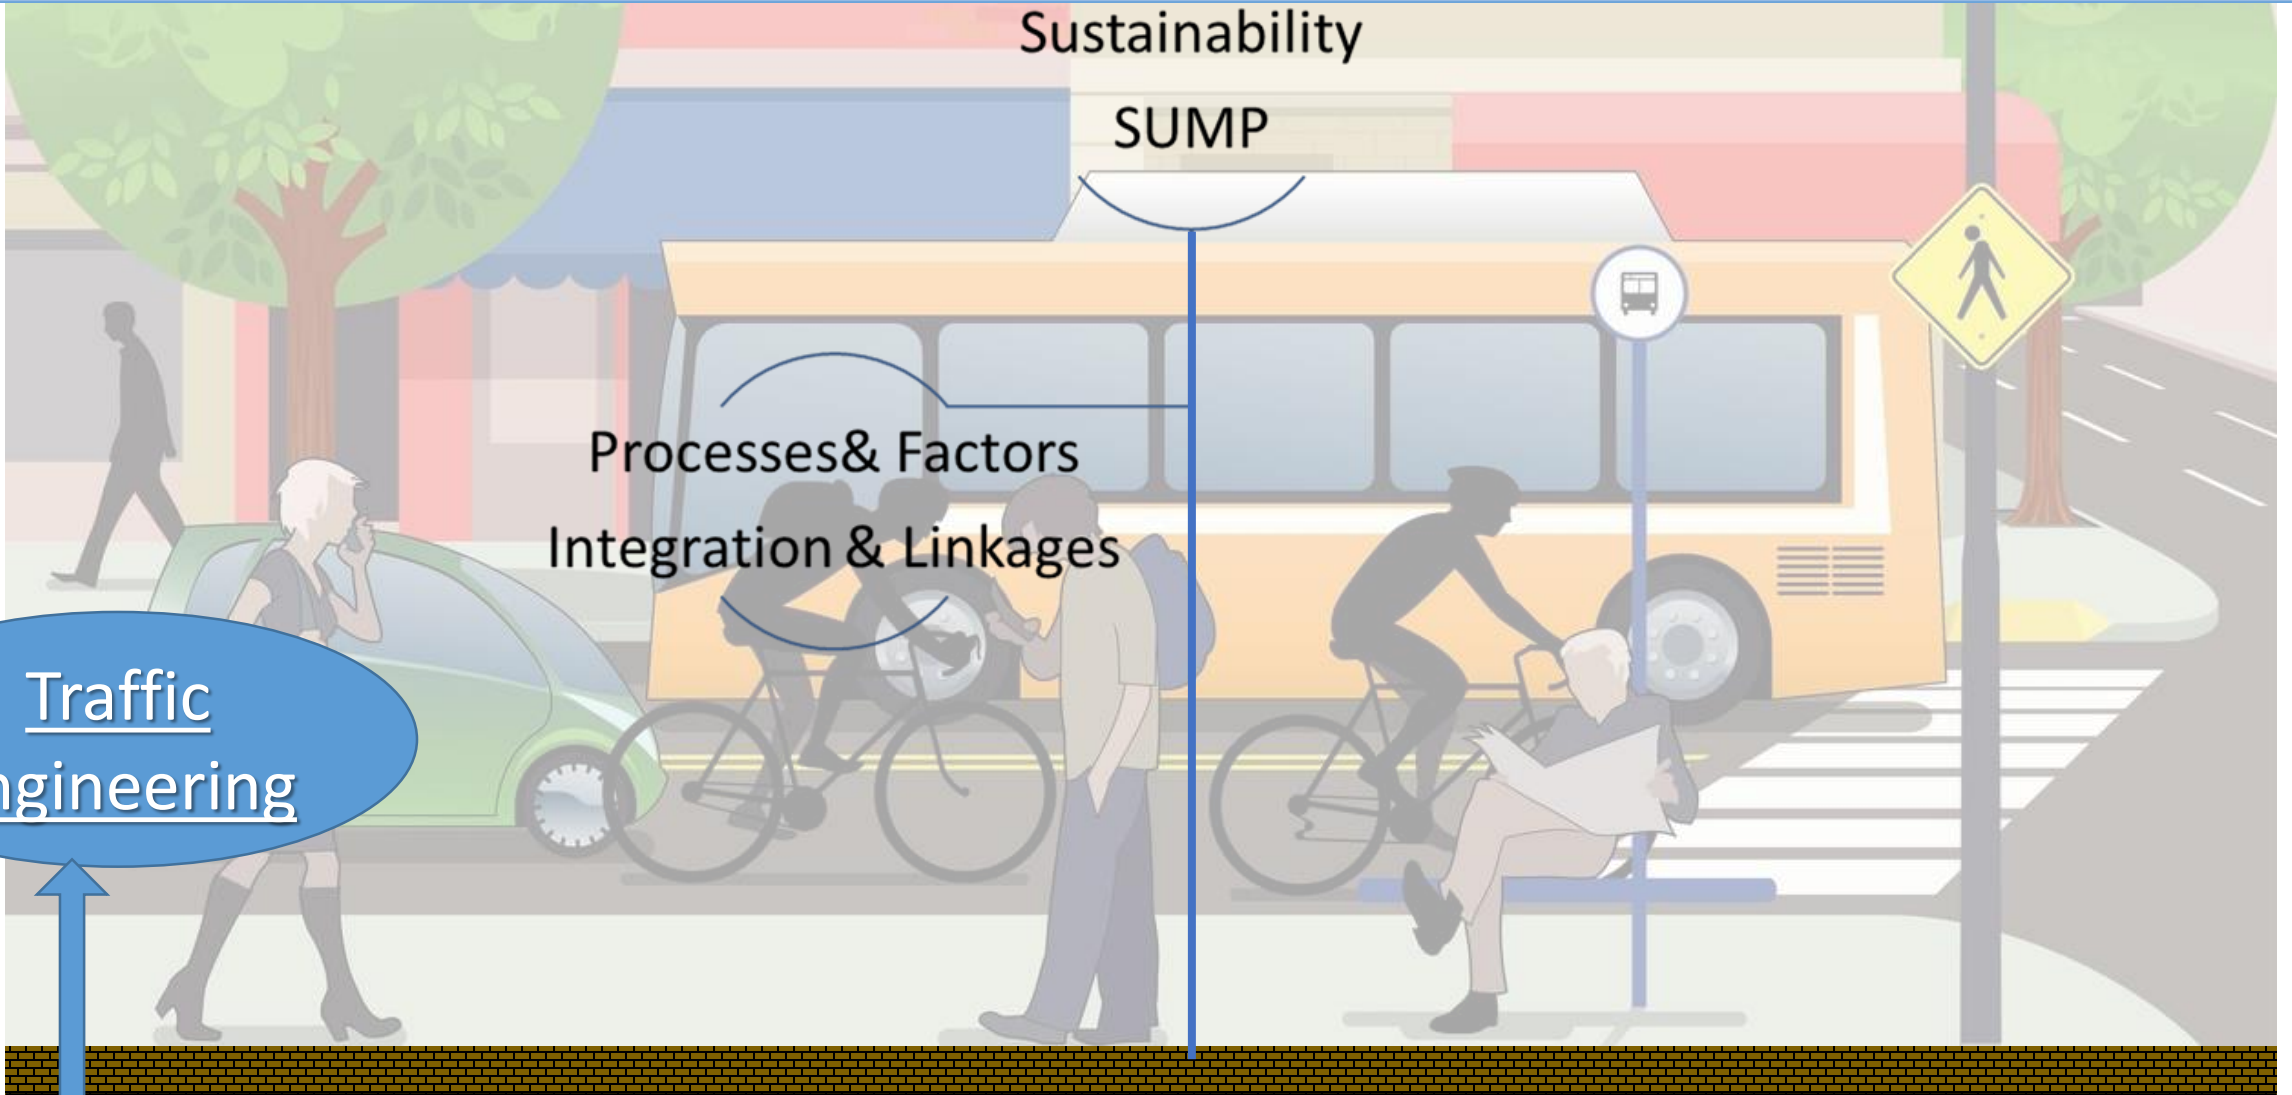 Sustainability
SUMP
Processes& Factors
Integration & Linkages
Traffic
ngineering